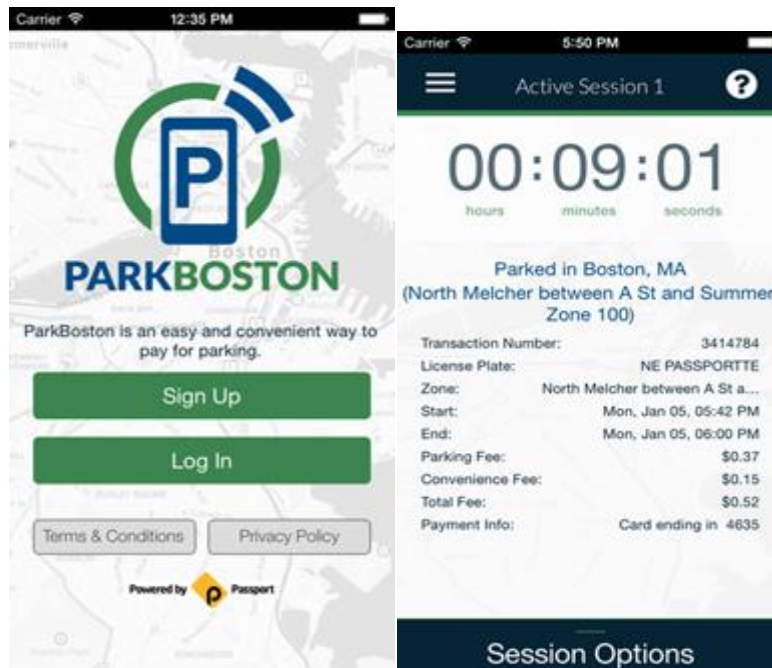 Carrier 12:35 PM
merville
P
Boston
PARKBOSTON
ParkBoston is an easy and convenient way to
pay for parking.
Sign Up
Log In
Terms & Conditions Privacy Policy
Powered by Passport
Carrier 5:50 PM
Active Session 1 ?
00:09:01
hours minutes seconds
Parked in Boston, MA
(North Melcher between A St and Summer
Zone 100)
Transaction Number: 3414784
License Plate: NE PASSPORTTE
Zone: North Melcher between A St a...
Start: Mon, Jan 05, 05:42 PM
End: Mon, Jan 05, 06:00 PM
Parking Fee: $0.37
Convenience Fee: $0.15
Total Fee: $0.52
Payment Info: Card ending in 4635
Session Options